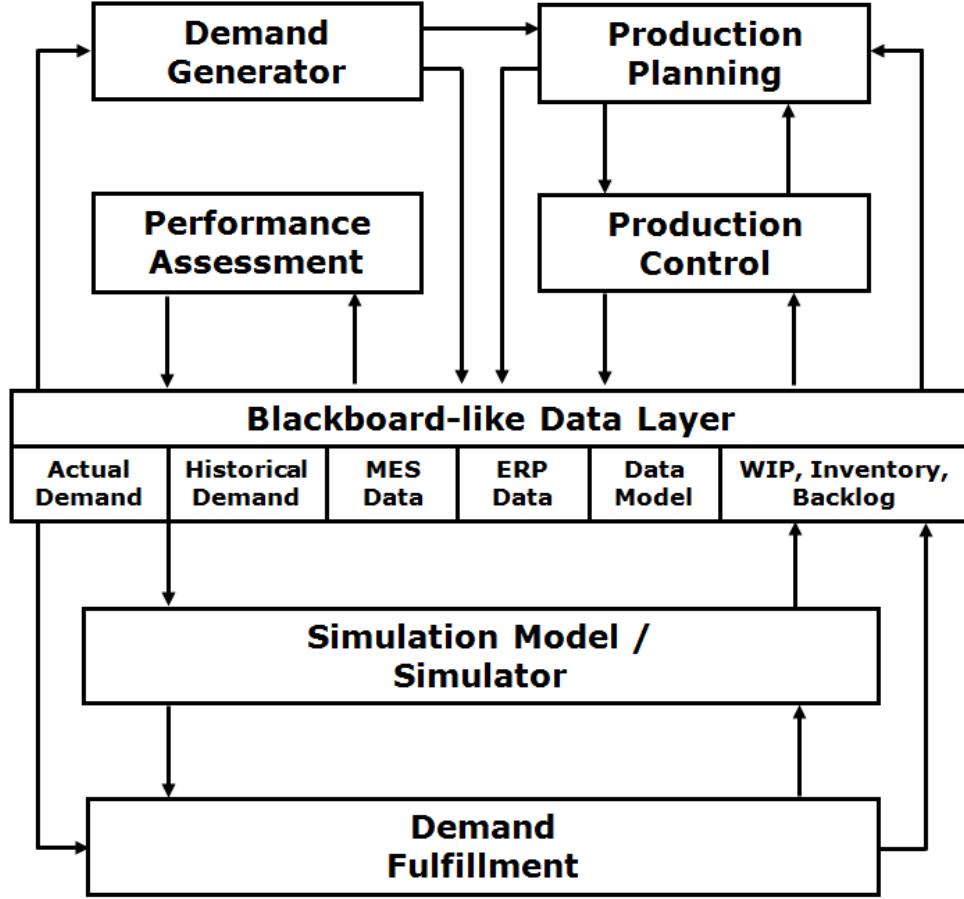 Demand
Generator
Production
Planning
Performance
Assessment
Production
Control
Blackboard-like Data Layer
Actual
Demand
Historical
Demand
MES
Data
ERP
Data
Data
Model
WIP, Inventory,
Backlog
Simulation Model /
Simulator
Demand
Fulfillment